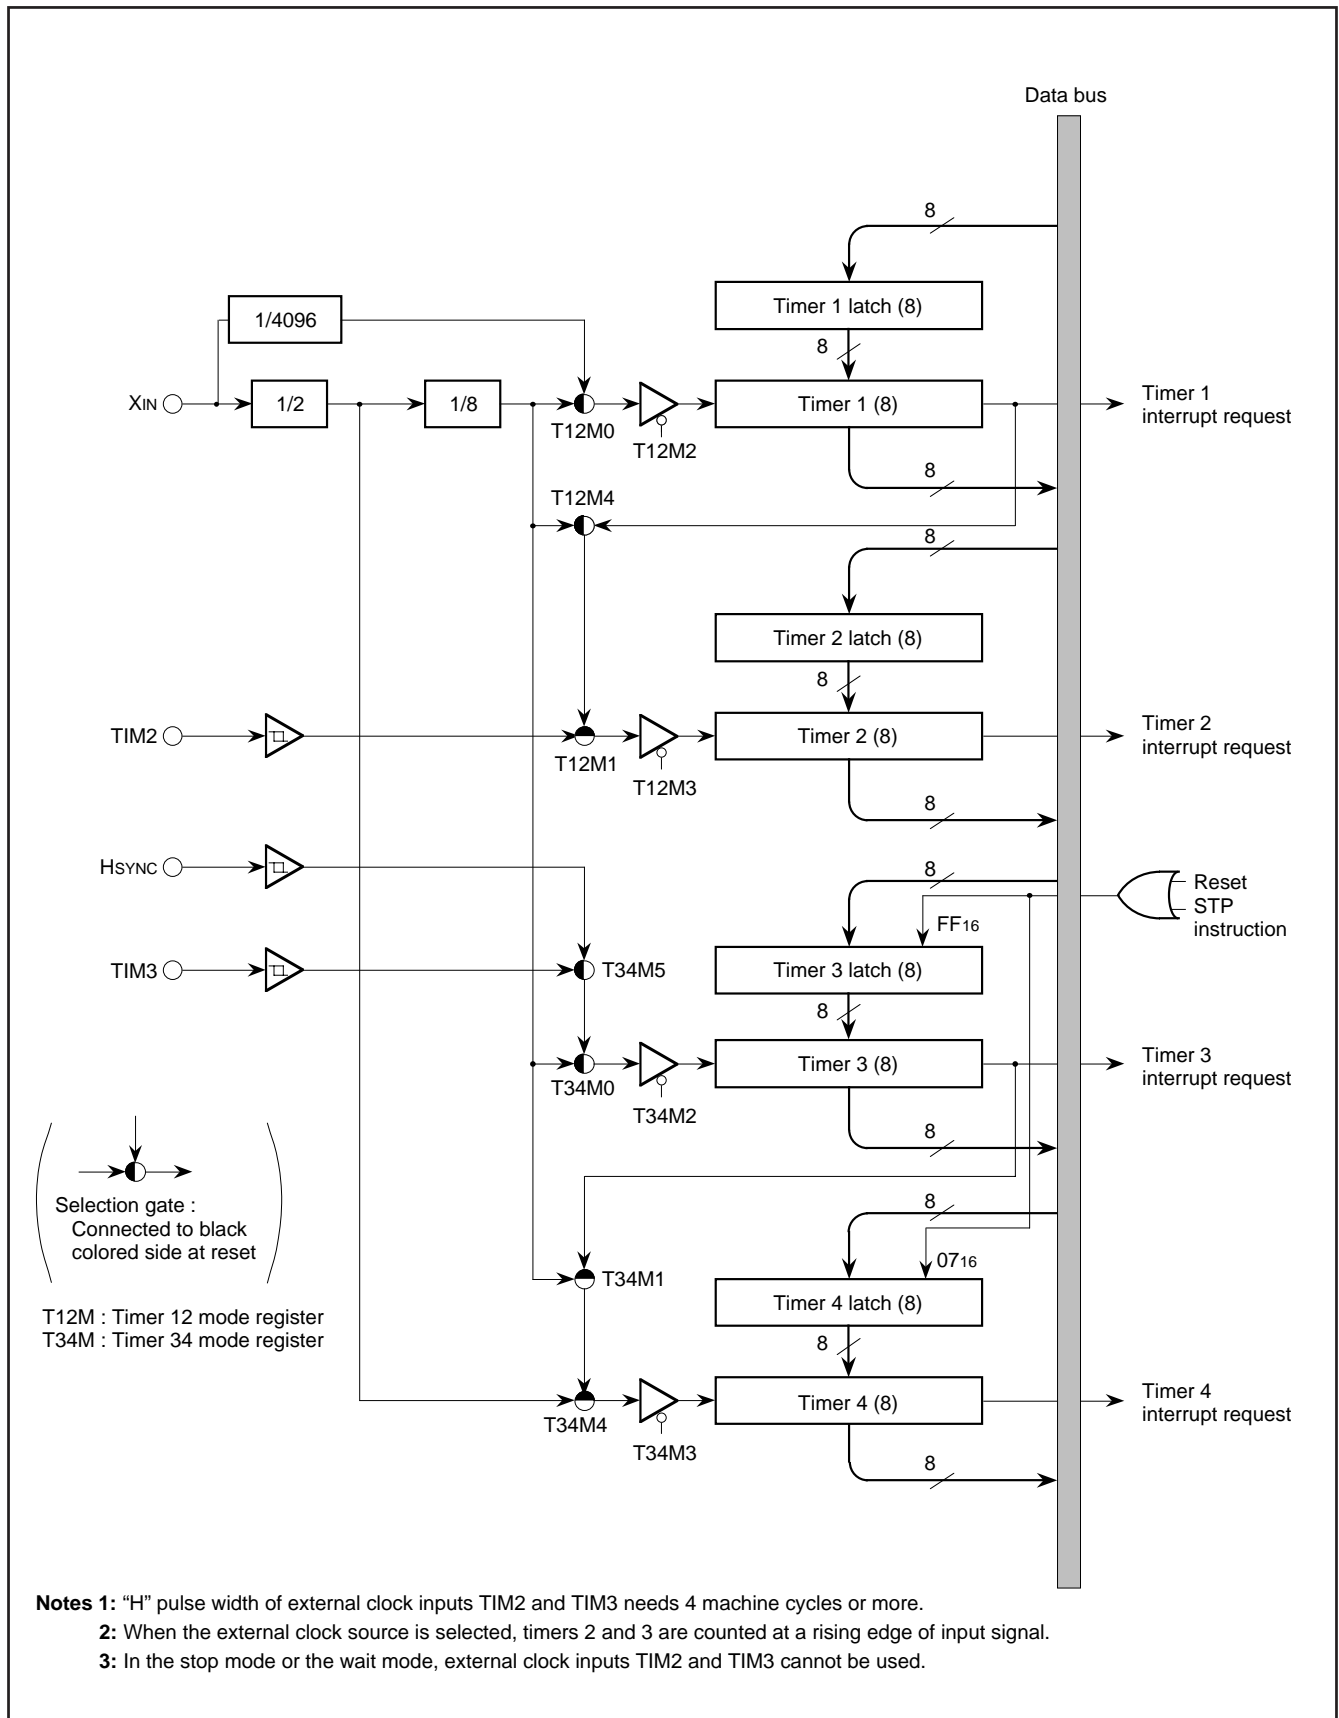 Data bus
8
Timer 1 latch (8)
1/4096
8
XIN
1/2
1/8
T12M0
T12M2
Timer 1 (8)
Timer 1
interrupt request
8
T12M4
8
Timer 2 latch (8)
8
TIM2
T12M1
T12M3
Timer 2 (8)
Timer 2
interrupt request
8
HSYNC
8
Reset
STP
instruction
FF16
TIM3
T34M5
Timer 3 latch (8)
8
T34M0
T34M2
Timer 3 (8)
Timer 3
interrupt request
8
Selection gate :
Connected to black
colored side at reset
8
0716
T34M1
Timer 4 latch (8)
T12M : Timer 12 mode register
T34M : Timer 34 mode register
8
T34M4
T34M3
Timer 4 (8)
Timer 4
interrupt request
8
Notes 1: “H” pulse width of external clock inputs TIM2 and TIM3 needs 4 machine cycles or more.
2: When the external clock source is selected, timers 2 and 3 are counted at a rising edge of input signal.
3: In the stop mode or the wait mode, external clock inputs TIM2 and TIM3 cannot be used.